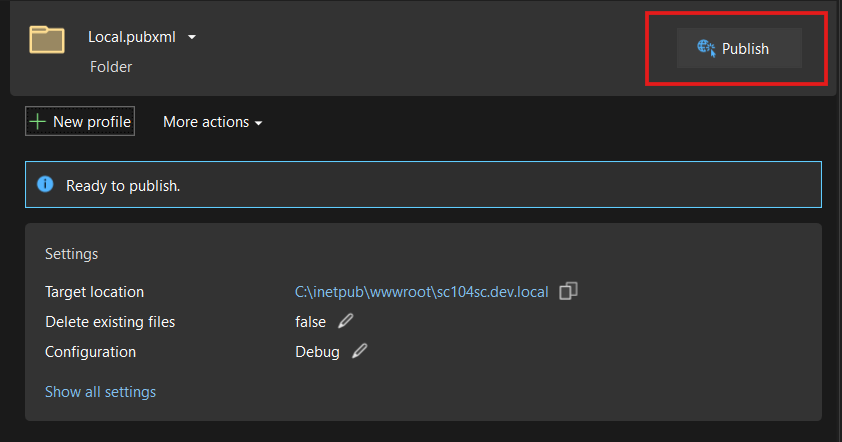 Local.pubxml
Folder
Publish
New profile
More actions
Ready to publish.
Settings
Target location C:\inetpub\wwwroot\sc104sc.dev.local
Delete existing files false
Configuration Debug
Show all settings